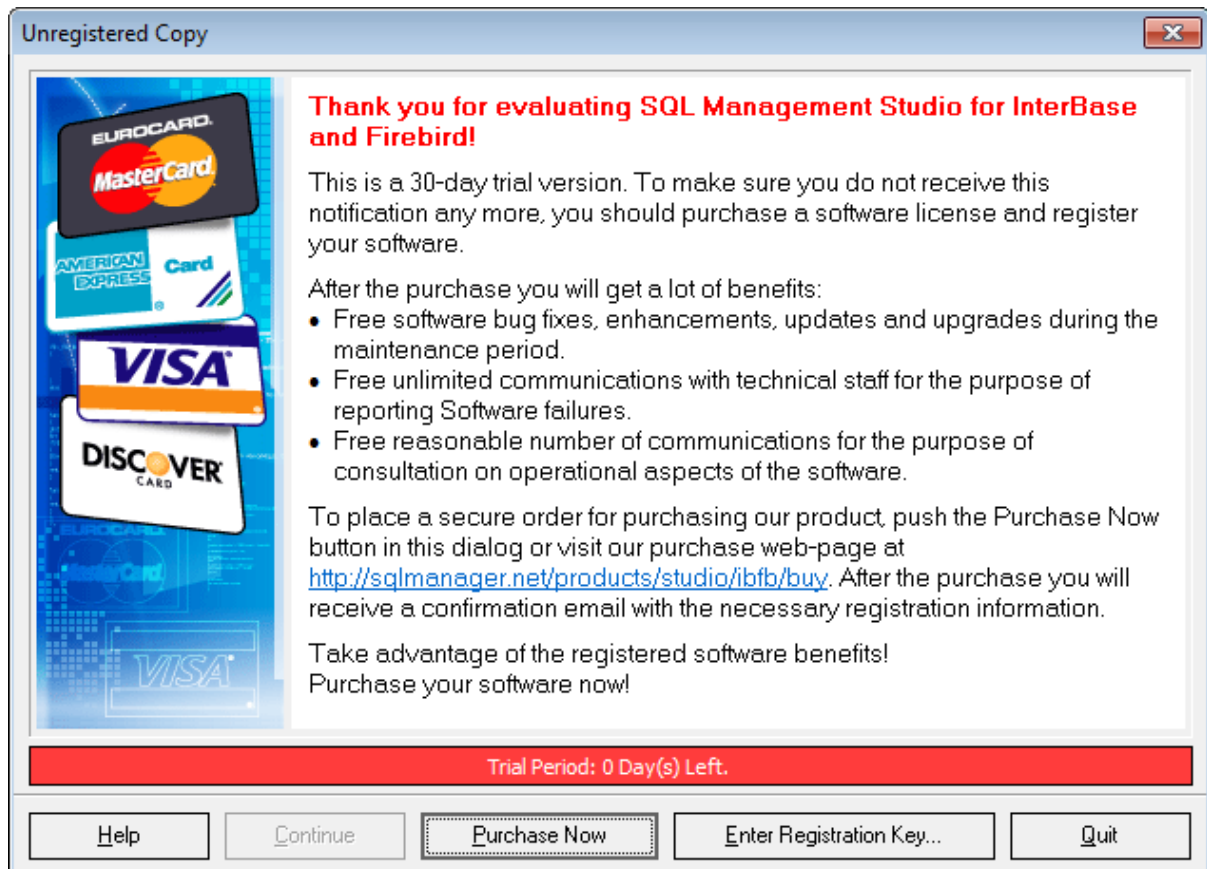 Unregistered Copy
EUROCARD.
MasterCard
AMERICAN
EXPRESS
Card
VISA
DISCOVER
CARD
EUROCARD
MasterCard
VISA
Thank you for evaluating SQL Management Studio for InterBase
and Firebird!
This is a 30-day trial version. To make sure you do not receive this
notification any more, you should purchase a software license and register
your software.
After the purchase you will get a lot of benefits:
• Free software bug fixes, enhancements, updates and upgrades during the
maintenance period.
• Free unlimited communications with technical staff for the purpose of
reporting Software failures.
• Free reasonable number of communications for the purpose of
consultation on operational aspects of the software.
To place a secure order for purchasing our product, push the Purchase Now
button in this dialog or visit our purchase web-page at
http://sqlmanager.net/products/studio/ibfb/buy. After the purchase you will
receive a confirmation email with the necessary registration information.
Take advantage of the registered software benefits!
Purchase your software now!
Trial Period: 0 Day(s) Left.
Help
Continue
Purchase Now
Enter Registration Key...
Quit